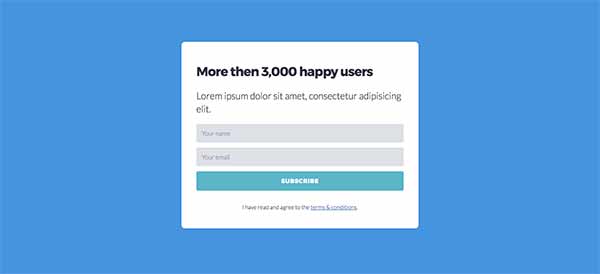 More then 3,000 happy users
Lorem ipsum dolor sit amet, consectetur adipisicing
elit.
Your name
Your email
SUBSCRIBE
I have read and agree to the terms & conditions.